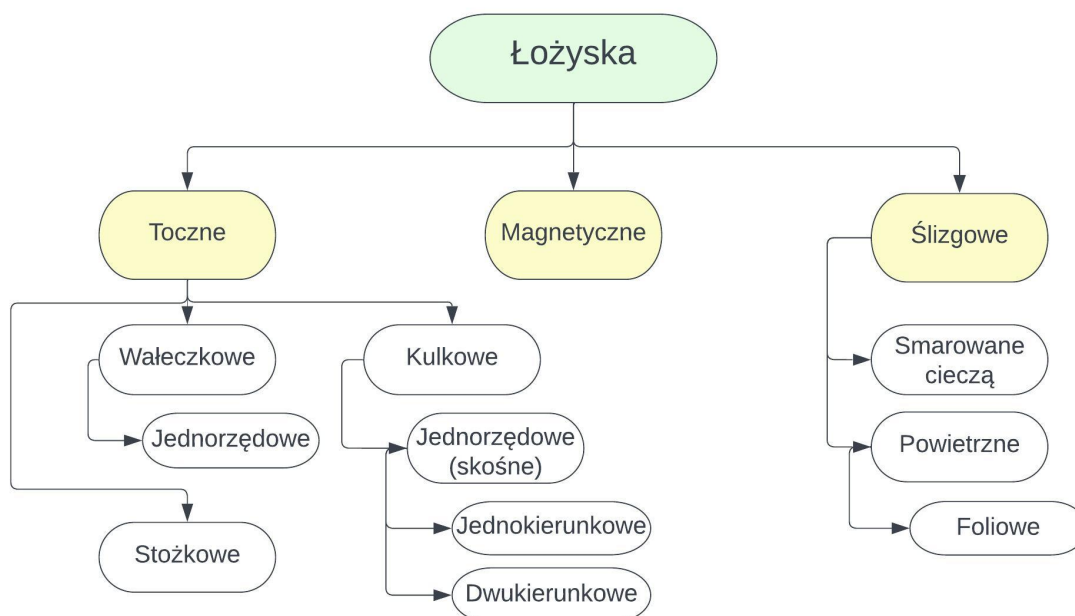 Łożyska
Toczne
Magnetyczne
Ślizgowe
Wałeczkowe
Kulkowe
Smarowane
cieczą
Jednorzędowe
Jednorzędowe
(skośne)
Powietrzne
Stożkowe
Jednokierunkowe
Foliowe
Dwukierunkowe